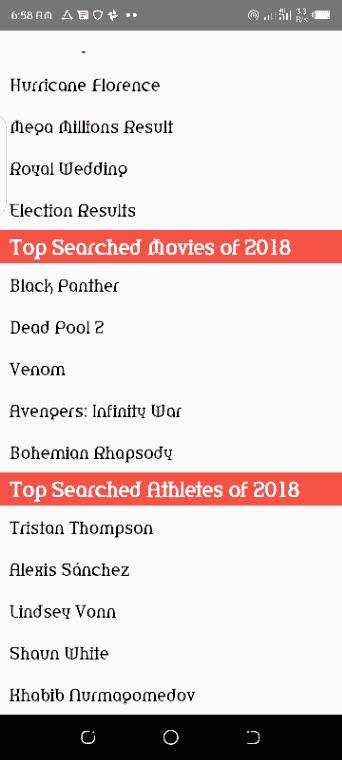 6:58 AM
3.3
K/s
Hurricane Florence
Mega Millions Result
Royal Wedding
Election Results
Top Searched Movies of 2018
Black Panther
Dead Pool 2
Venom
Avengers: Infinity War
Bohemian Rhapsody
Top Searched Athletes of 2018
Tristan Thompson
Alexis Sánchez
Lindsey Vonn
Shaun White
Khabib Nurmagomedov